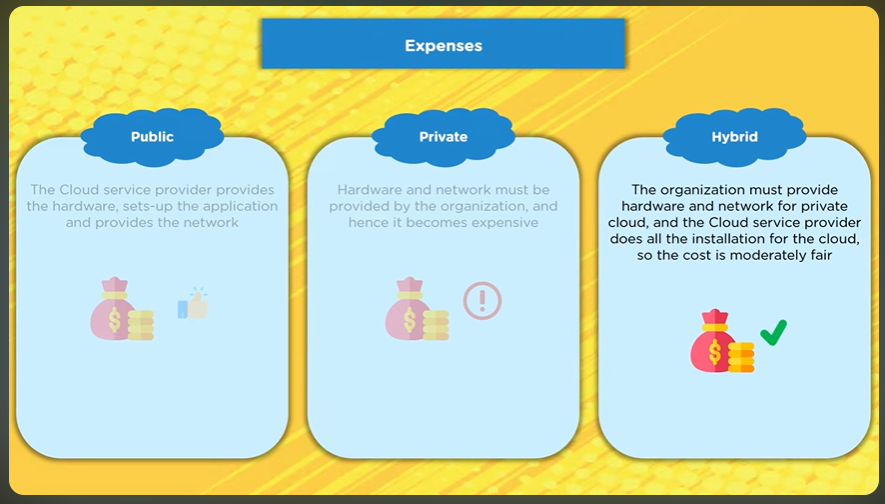 Expenses
Public
The Cloud service provider provides
the hardware, sets-up the application
and provides the network
Private
Hardware and network must be
provided by the organization, and
hence it becomes expensive
Hybrid
The organization must provide
hardware and network for private
cloud, and the Cloud service provider
does all the installation for the cloud,
so the cost is moderately fair